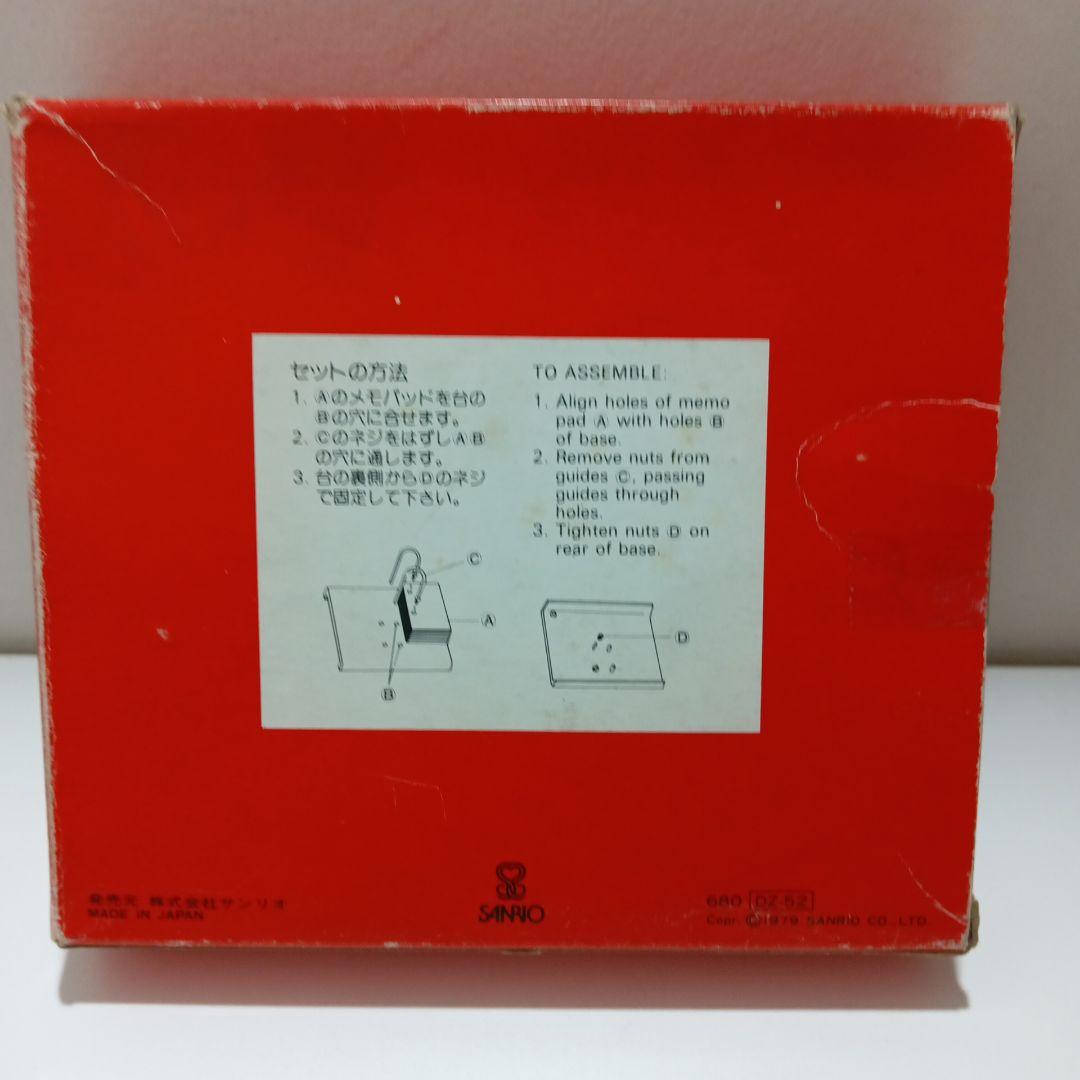 セットの方法
1. ⒶのメモパッドをAの
Ⓑの穴に合せます。
2. ⒸのネジをはずしⒶⒷ
の穴に通します。
3. 台の裏側からⒹのネジ
で固定して下さい。
TO ASSEMBLE:
1. Align holes of memo
pad Ⓐ with holes Ⓑ
of base.
2. Remove nuts from
guides Ⓒ, passing
guides through
holes.
3. Tighten nuts Ⓓ on
rear of base.
Ⓒ
Ⓐ
Ⓑ
Ⓓ
発売元 株式会社サンリオ
MADE IN JAPAN
SANRIO
680 DZ-52
Copr. ©1979 SANRIO CO., LTD.